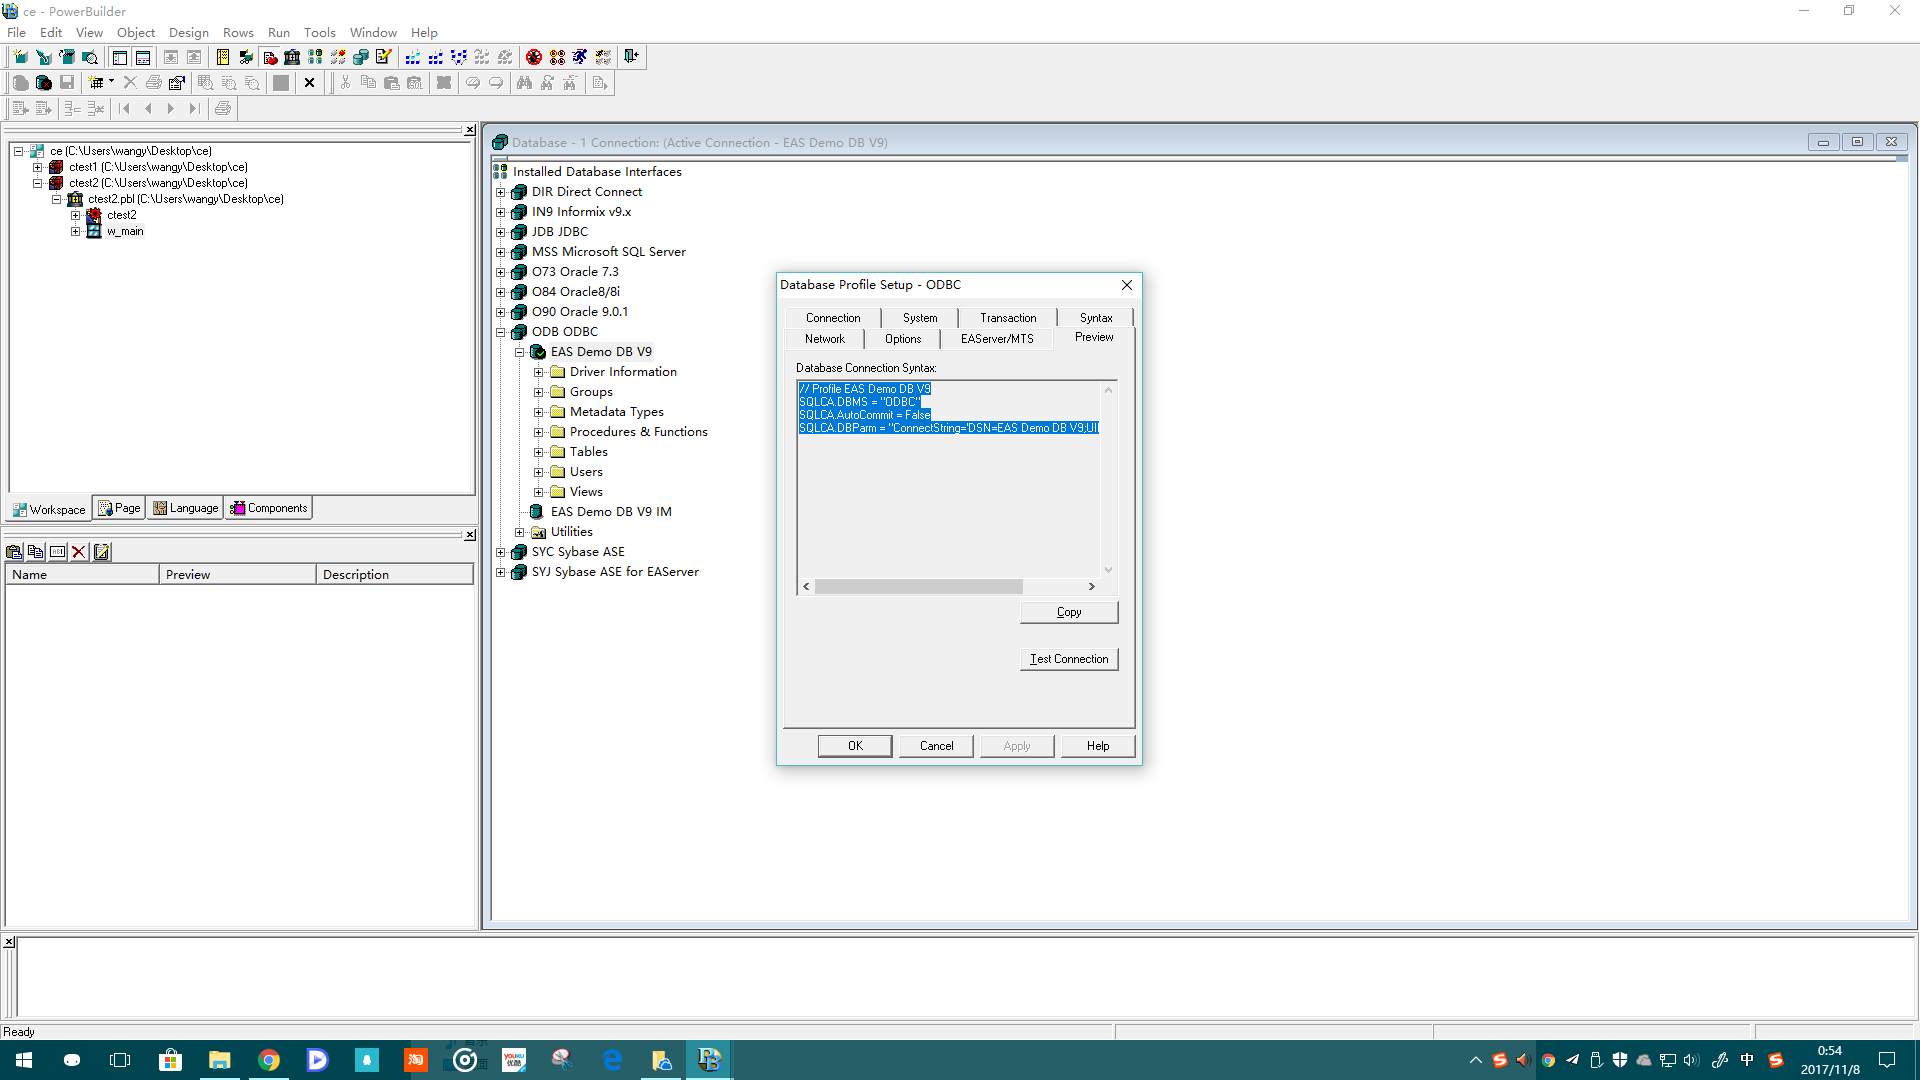 ce - PowerBuilder
File Edit View Object Design Rows Run Tools Window Help
ce (C:\Users\wangy\Desktop\ce)
ctest1 (C:\Users\wangy\Desktop\ce)
ctest2 (C:\Users\wangy\Desktop\ce)
ctest2.pbl (C:\Users\wangy\Desktop\ce)
ctest2
w_main
Workspace Page Language Components
Name Preview Description
Database - 1 Connection: (Active Connection - EAS Demo DB V9)
Installed Database Interfaces
DIR Direct Connect
IN9 Informix v9.x
JDB JDBC
MSS Microsoft SQL Server
O73 Oracle 7.3
O84 Oracle8/8i
O90 Oracle 9.0.1
ODB ODBC
EAS Demo DB V9
Driver Information
Groups
Metadata Types
Procedures & Functions
Tables
Users
Views
EAS Demo DB V9 IM
Utilities
SYC Sybase ASE
SYJ Sybase ASE for EAServer
Database Profile Setup - ODBC
Connection System Transaction Syntax
Network Options EAServer/MTS Preview
Database Connection Syntax:
// Profile EAS Demo DB V9
SQLCA.DBMS = "ODBC"
SQLCA.AutoCommit = False
SQLCA.DBParm = "ConnectString='DSN=EAS Demo DB V9;UI
Copy
Test Connection
OK Cancel Apply Help
Ready
中
0:54
2017/11/8